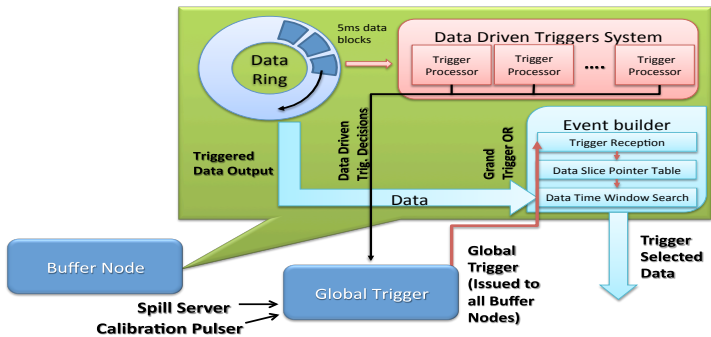 5ms data
blocks
Data
Ring
Data Driven Triggers System
Trigger
Processor
Trigger
Processor
....
Trigger
Processor
Triggered
Data Output
Data Driven
Trig. Decisions
Grand
Trigger OR
Event builder
Trigger Reception
Data Slice Pointer Table
Data Time Window Search
Data
Buffer Node
Global Trigger
Global
Trigger
(Issued to
all Buffer
Nodes)
Trigger
Selected
Data
Spill Server
Calibration Pulser